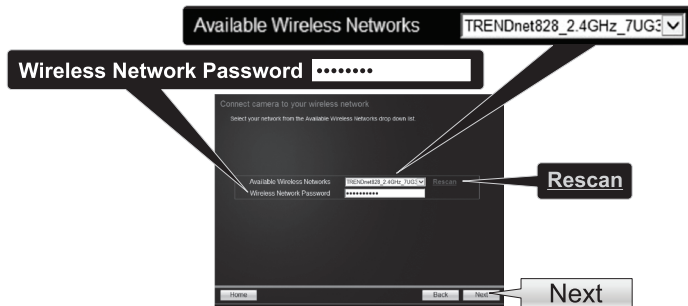 Available Wireless Networks TRENDnet828_2.4GHz_7UG3
Wireless Network Password ••••••••
Connect camera to your wireless network
Select your network from the Available Wireless Networks drop down list.
Available Wireless Networks TRENDnet828_2.4GHz_7UG3 Rescan
Wireless Network Password ••••••••••
Rescan
Home Back Next
Next